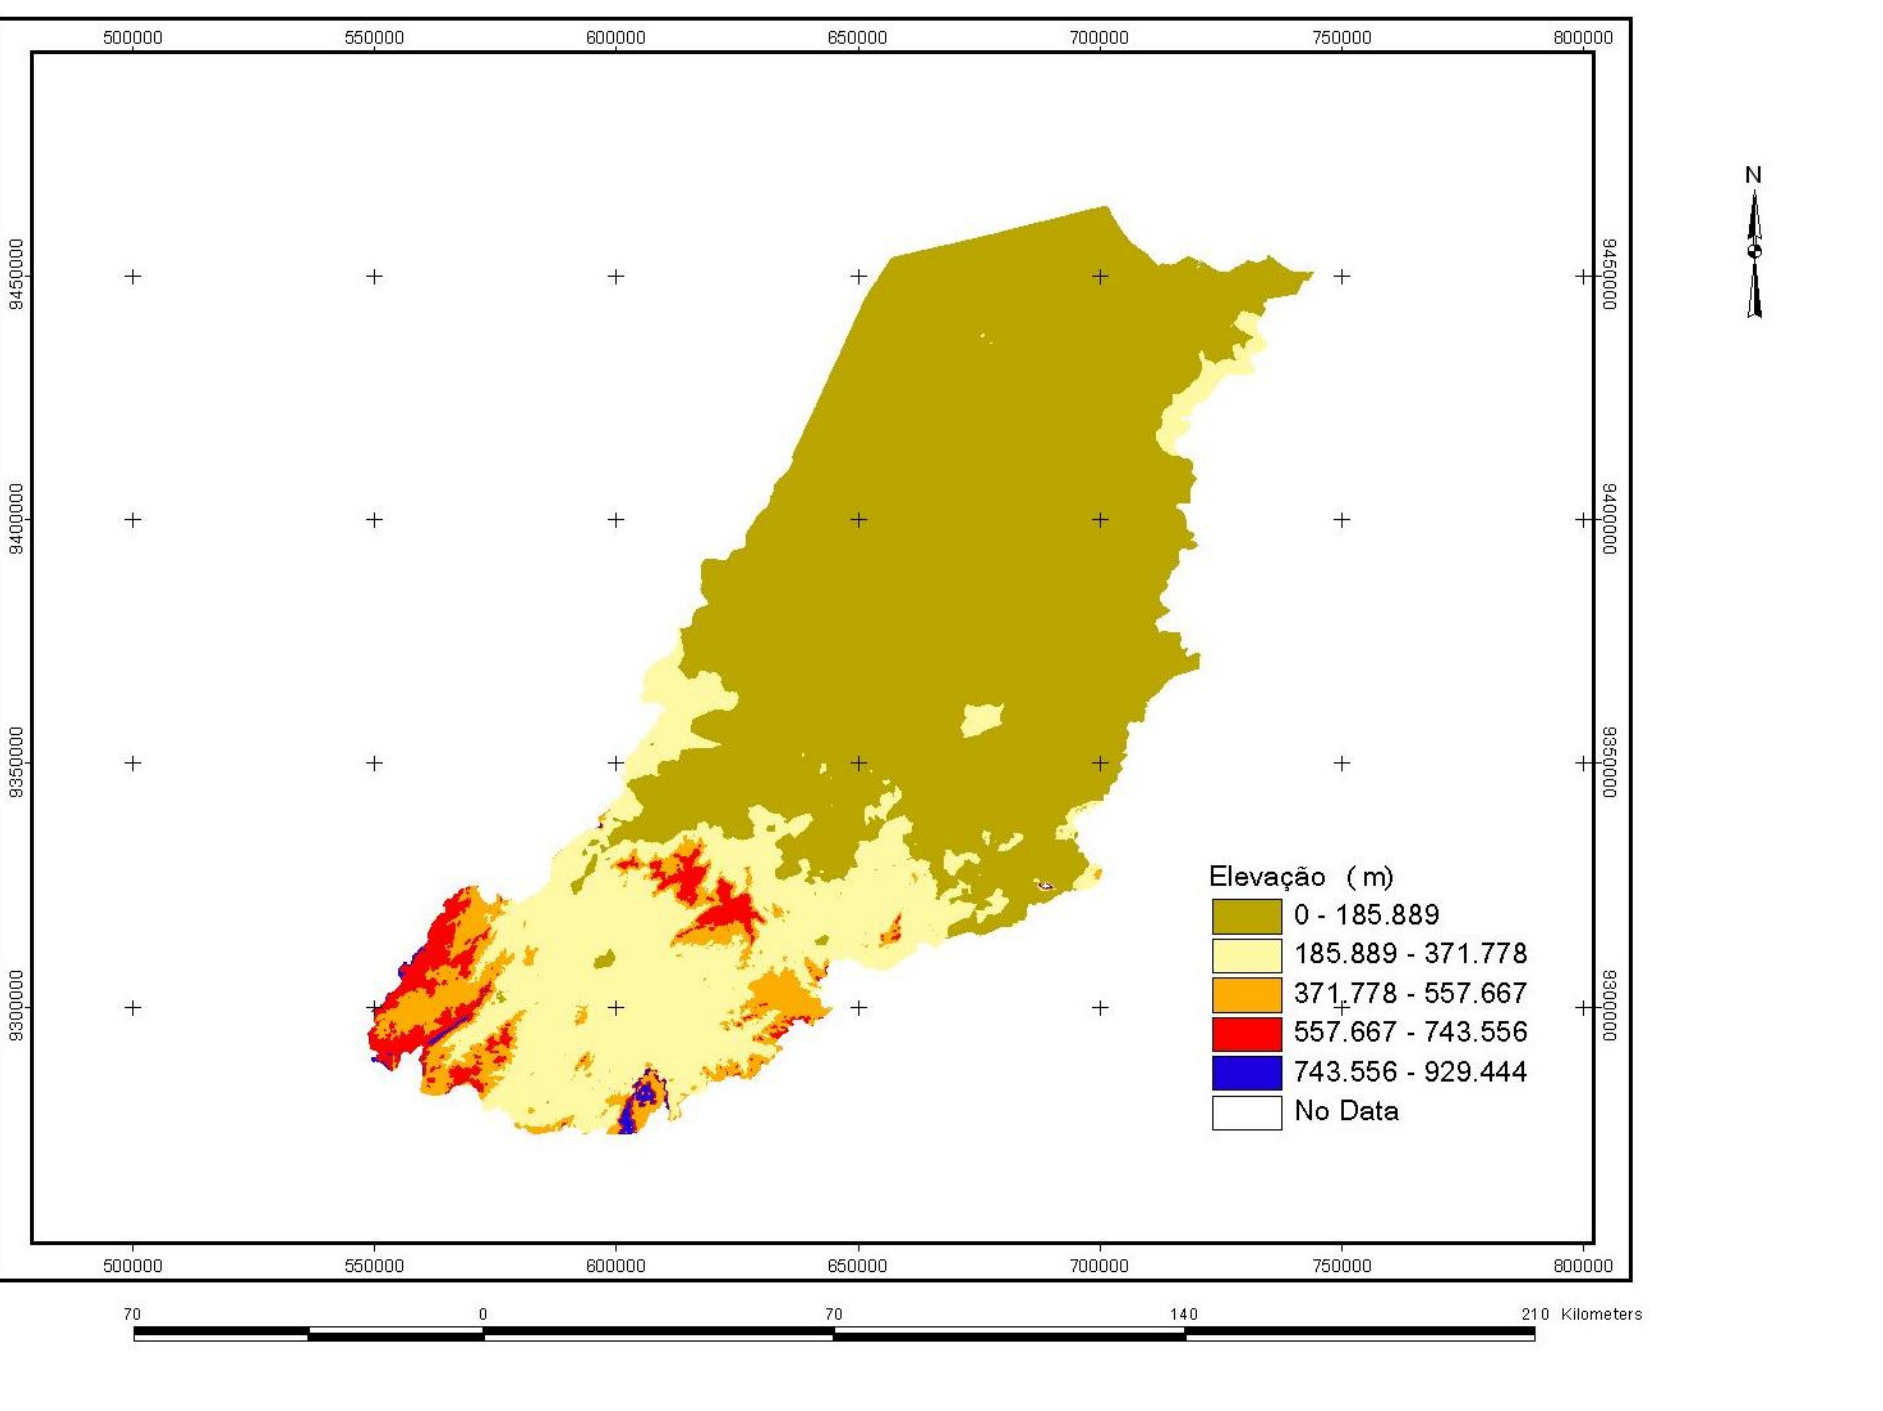 500000 550000 600000 650000 700000 750000 800000
N
9450000 9450000
9400000 9400000
9350000 9350000
9300000 9300000
Elevação (m)
0 - 185.889
185.889 - 371.778
371.778 - 557.667
557.667 - 743.556
743.556 - 929.444
No Data
500000 550000 600000 650000 700000 750000 800000
70 0 70 140 210 Kilometers